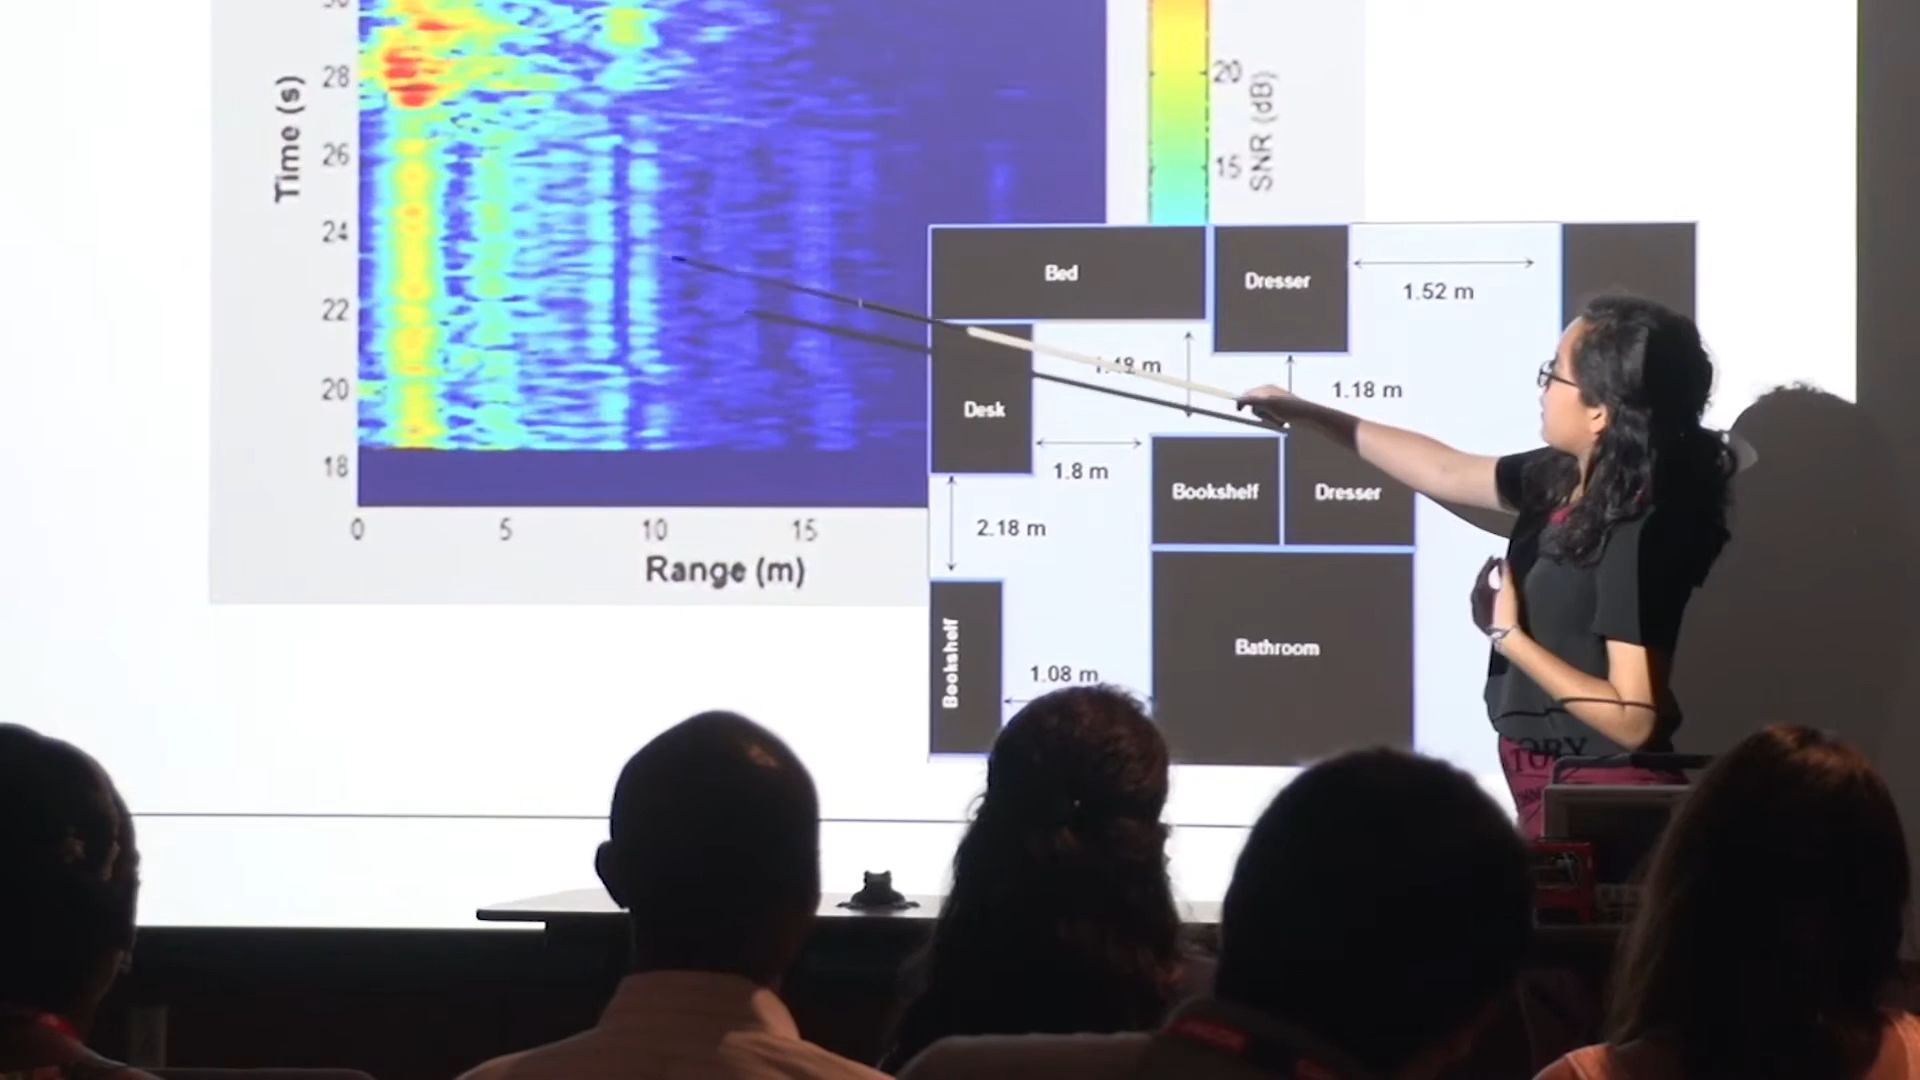 28
26
24
22
20
18
Time (s)
0 5 10 15
Range (m)
20
15
SNR (dB)
Bed
Dresser
1.52 m
1.18 m
Desk
1.8 m
Bookshelf
Dresser
2.18 m
Bookshelf
1.08 m
Bathroom